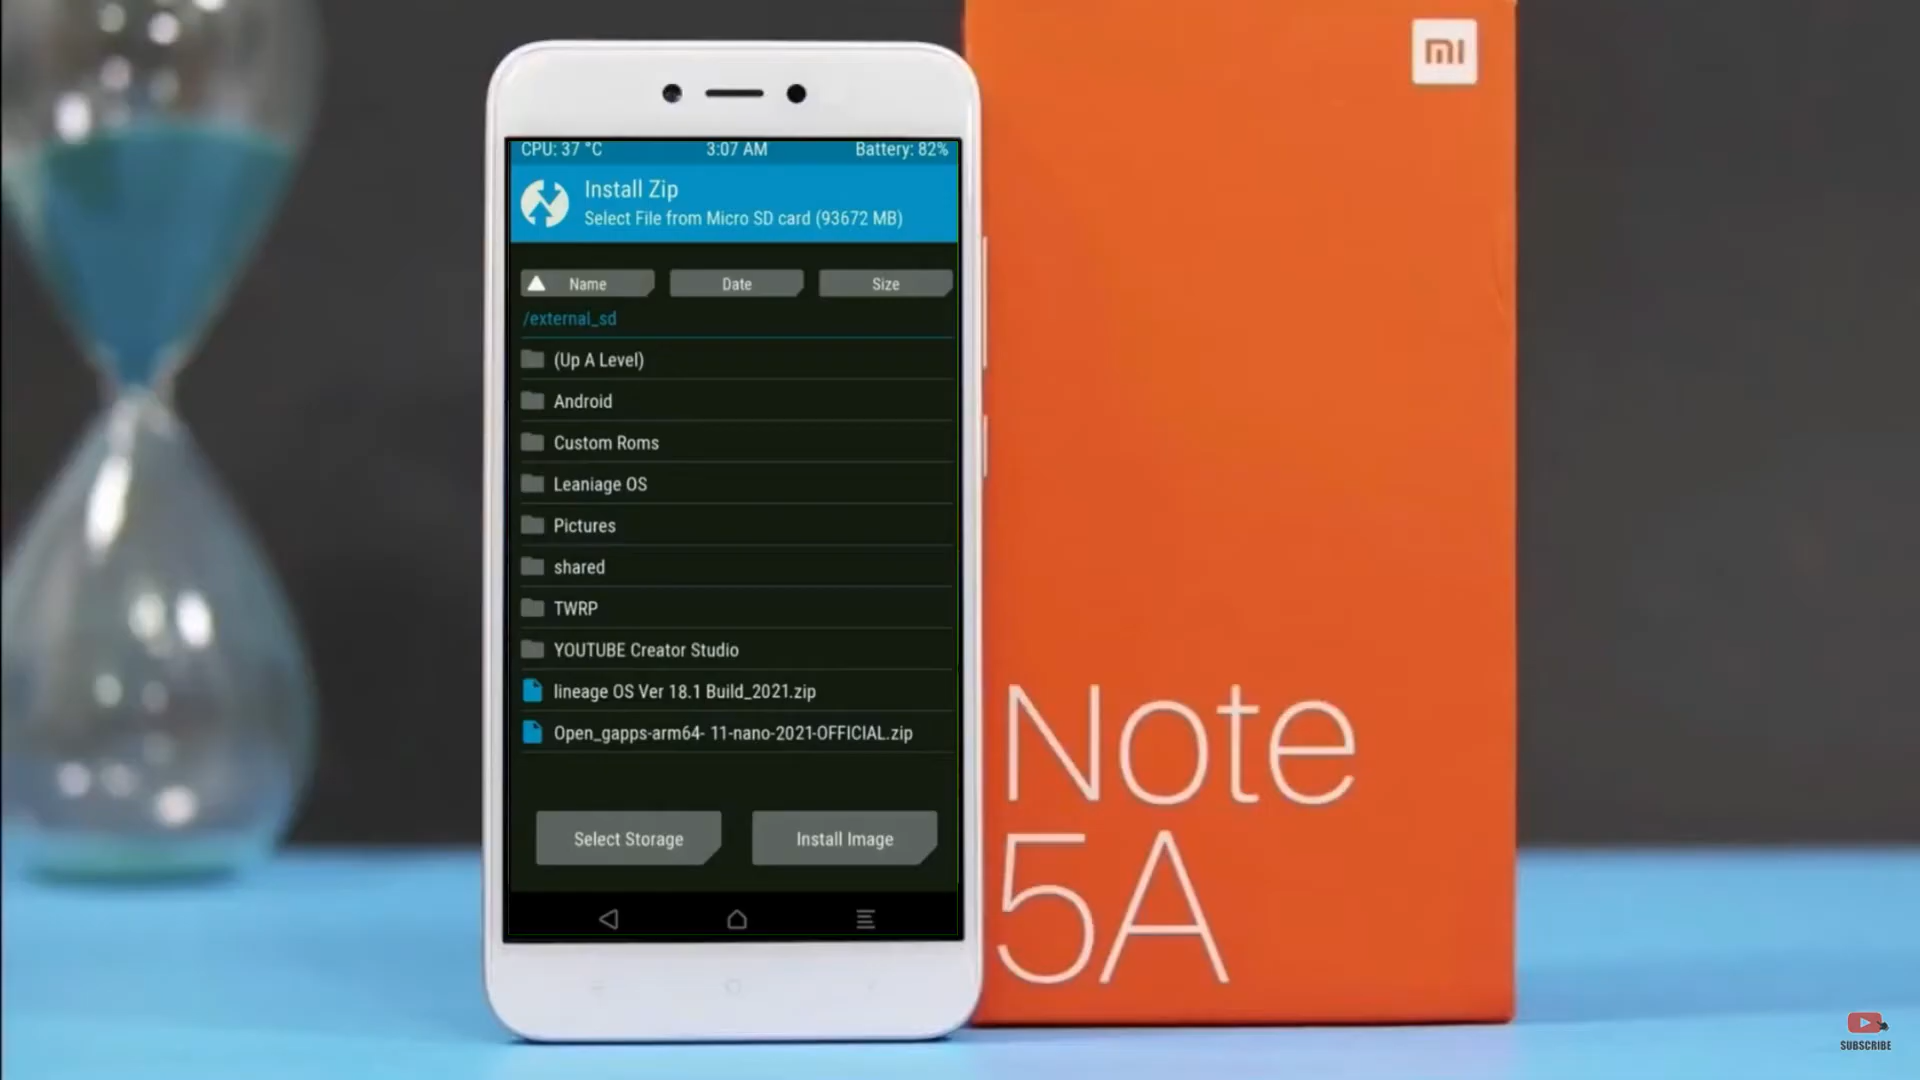 CPU: 37 °C 3:07 AM Battery: 82%
Install Zip
Select File from Micro SD card (93672 MB)
Name Date Size
/external_sd
(Up A Level)
Android
Custom Roms
Leaniage OS
Pictures
shared
TWRP
YOUTUBE Creator Studio
lineage OS Ver 18.1 Build_2021.zip
Open_gapps-arm64- 11-nano-2021-OFFICIAL.zip
Select Storage Install Image
mi
Note
5A
SUBSCRIBE